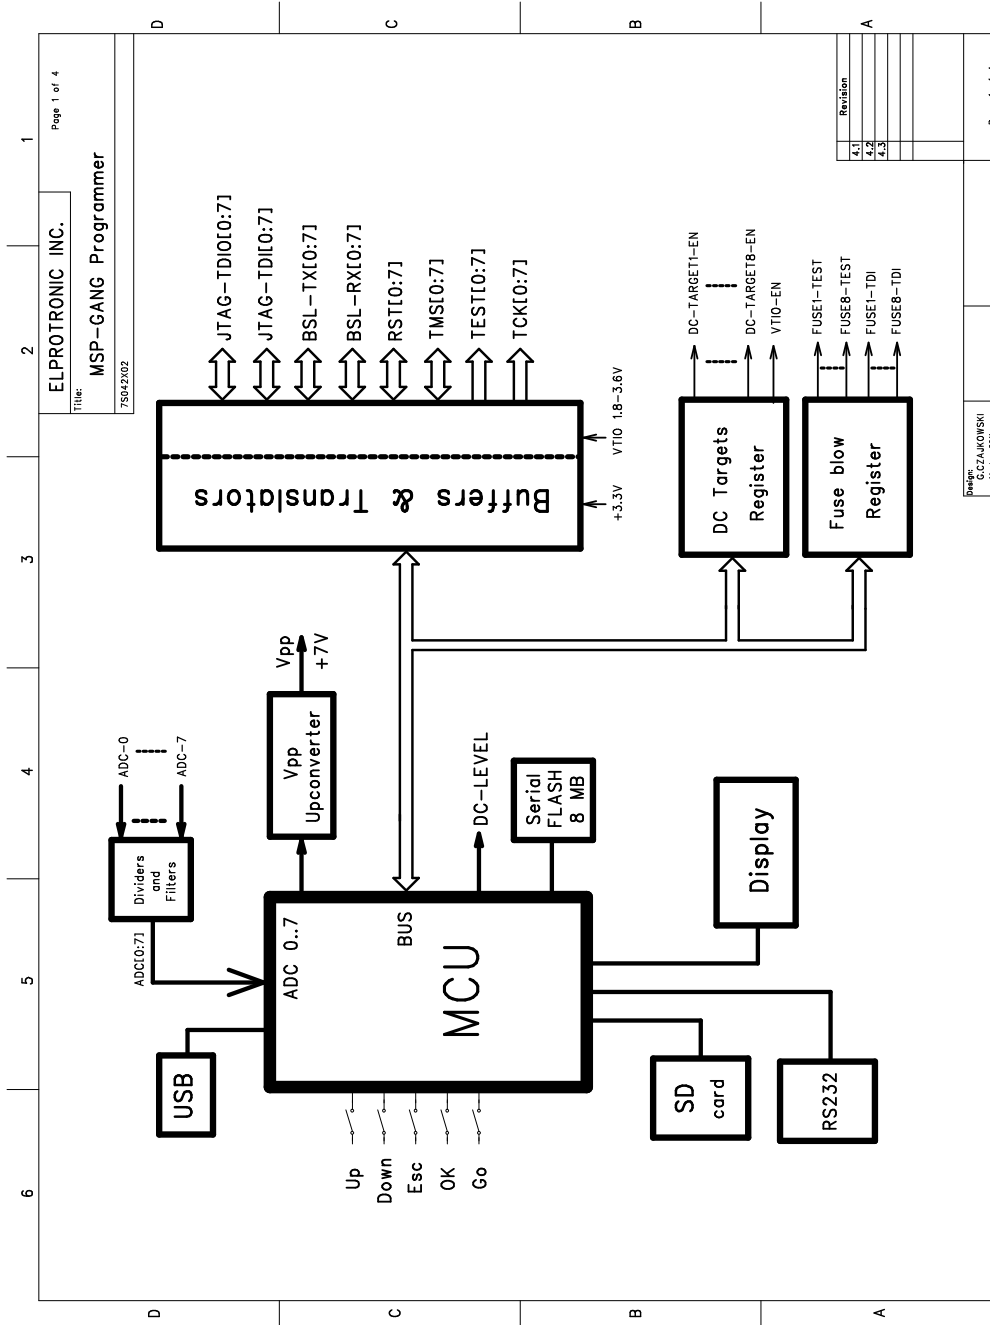 ELPROTRONIC INC.
Page 1 of 4
Title:
MSP-GANG Programmer
7S042X02
6
5
4
3
2
1
D
C
B
A
D
C
B
A
USB
ADC[0:7]
Dividers
and
Filters
ADC-0
ADC-7
ADC 0..7
BUS
MCU
Up
Down
Esc
OK
Go
Vpp
Upconverter
Vpp
+7V
DC-LEVEL
Serial
FLASH
8 MB
Display
SD
card
RS232
Buffers & Translators
+3.3V
VTIO 1.8-3.6V
JTAG-TDIO[0:7]
JTAG-TDI[0:7]
BSL-TX[0:7]
BSL-RX[0:7]
RST[0:7]
TMS[0:7]
TEST[0:7]
TCK[0:7]
DC Targets
Register
DC-TARGET1-EN
DC-TARGET8-EN
VTIO-EN
Fuse blow
Register
FUSE1-TEST
FUSE8-TEST
FUSE1-TDI
FUSE8-TDI
Revision
4.1
4.2
4.3
Design:
G.CZAJKOWSKI